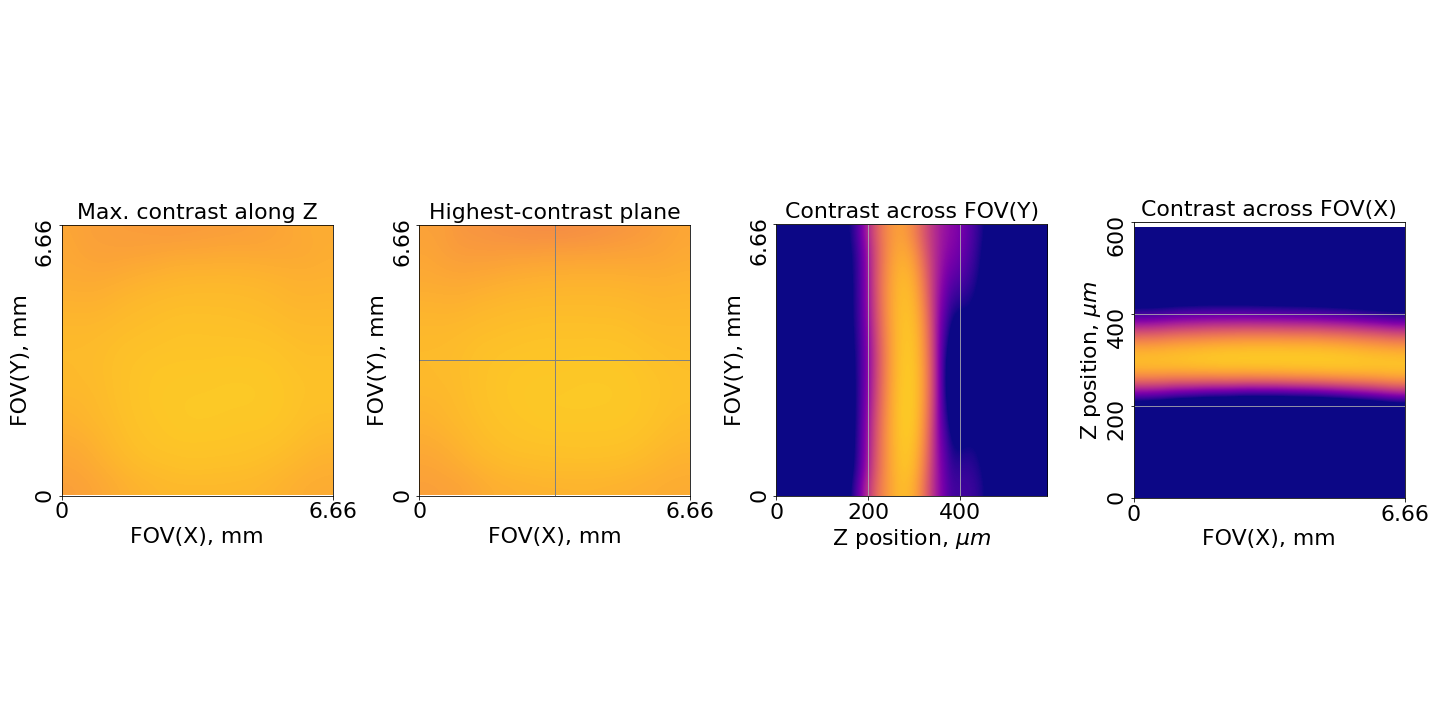 Max. contrast along Z
FOV(Y), mm
6.66
0
0
6.66
FOV(X), mm
Highest-contrast plane
FOV(Y), mm
6.66
0
0
6.66
FOV(X), mm
Contrast across FOV(Y)
FOV(Y), mm
6.66
0
0
200
400
Z position, μm
Contrast across FOV(X)
Z position, μm
600
400
200
0
0
6.66
FOV(X), mm